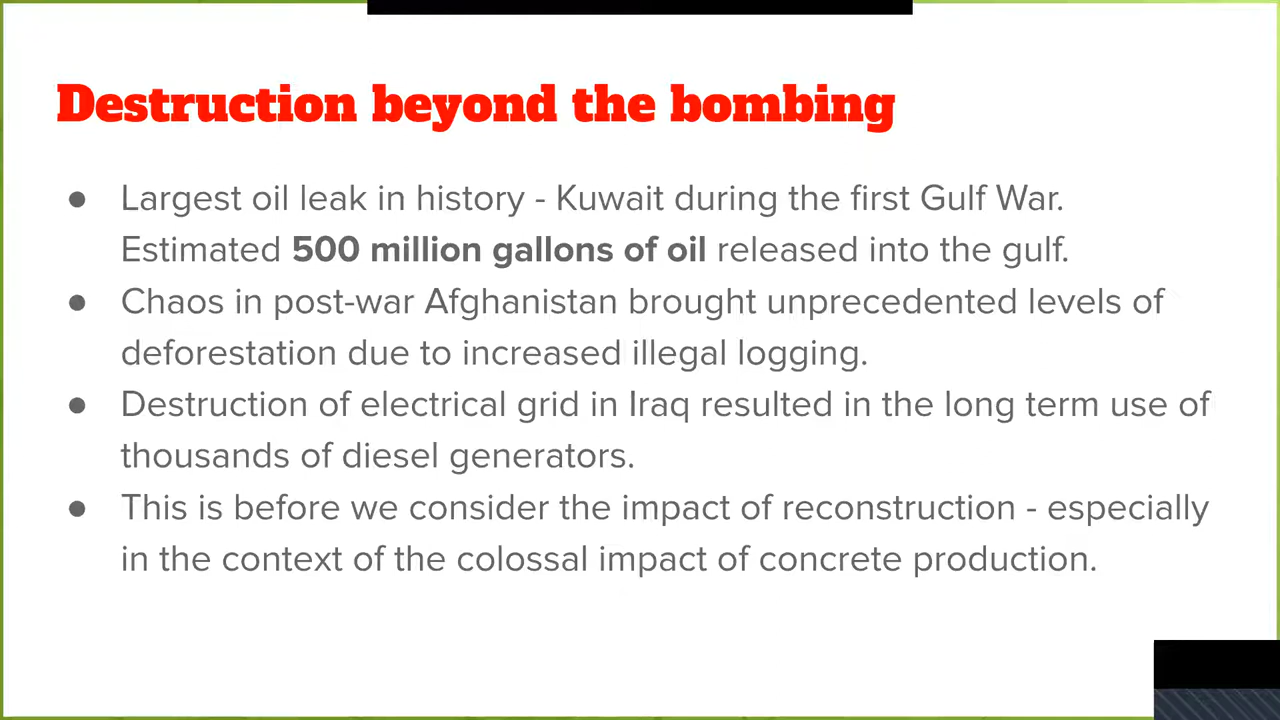 Destruction beyond the bombing
● Largest oil leak in history - Kuwait during the first Gulf War.
Estimated 500 million gallons of oil released into the gulf.
● Chaos in post-war Afghanistan brought unprecedented levels of
deforestation due to increased illegal logging.
● Destruction of electrical grid in Iraq resulted in the long term use of
thousands of diesel generators.
● This is before we consider the impact of reconstruction - especially
in the context of the colossal impact of concrete production.